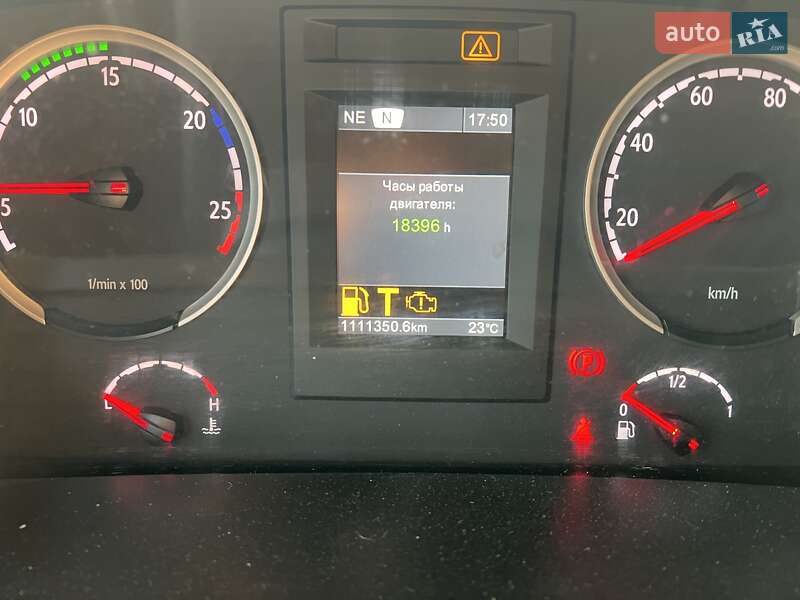 auto RIA .com
NE N 17:50
Часы работы
двигателя:
18396 h
1111350.6km 23°C
5
10
15
20
25
1/min x 100
20
40
60
80
km/h
L H
0 1/2 1
P